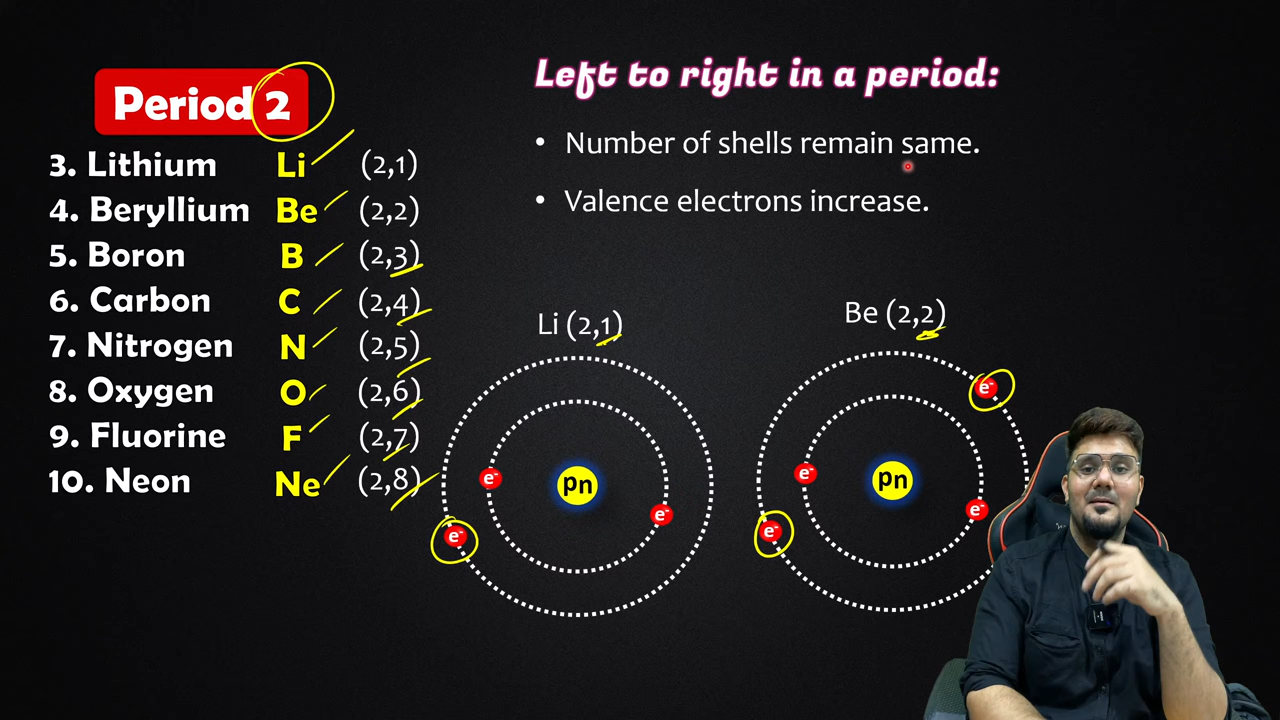 Period 2
3. Lithium Li (2,1)
4. Beryllium Be (2,2)
5. Boron B (2,3)
6. Carbon C (2,4)
7. Nitrogen N (2,5)
8. Oxygen O (2,6)
9. Fluorine F (2,7)
10. Neon Ne (2,8)
Left to right in a period:
• Number of shells remain same.
• Valence electrons increase.
Li (2,1)
e⁻
pn
e⁻
e⁻
Be (2,2)
e⁻
e⁻
pn
e⁻
e⁻